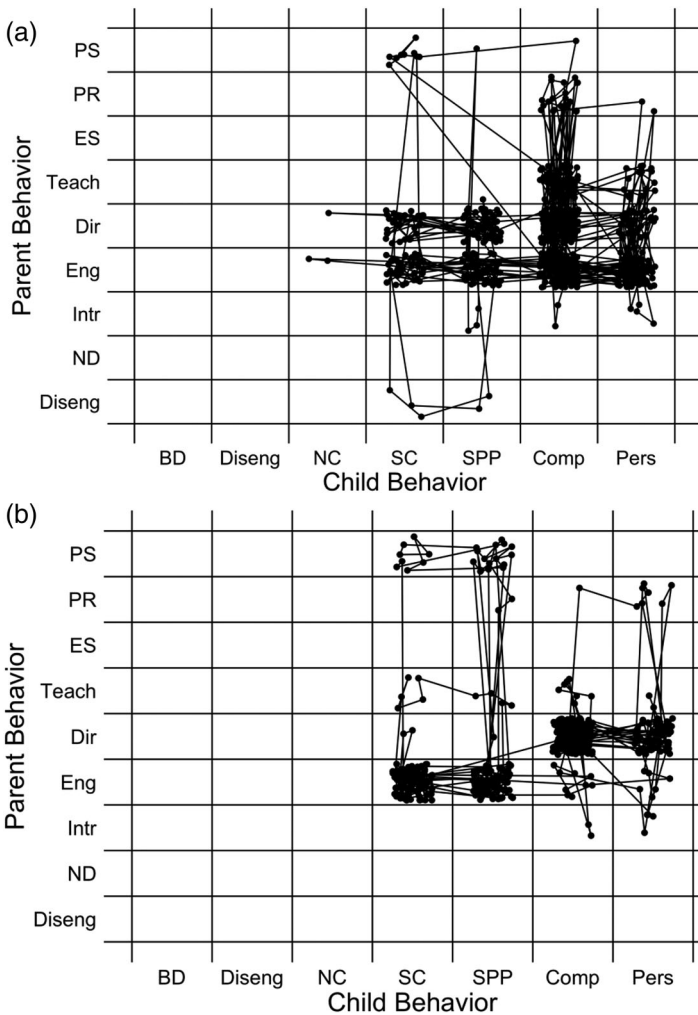 (a)
PS
PR
ES
Teach
Dir
Eng
Intr
ND
Diseng
Parent Behavior
BD Diseng NC SC SPP Comp Pers
Child Behavior
(b)
PS
PR
ES
Teach
Dir
Eng
Intr
ND
Diseng
Parent Behavior
BD Diseng NC SC SPP Comp Pers
Child Behavior